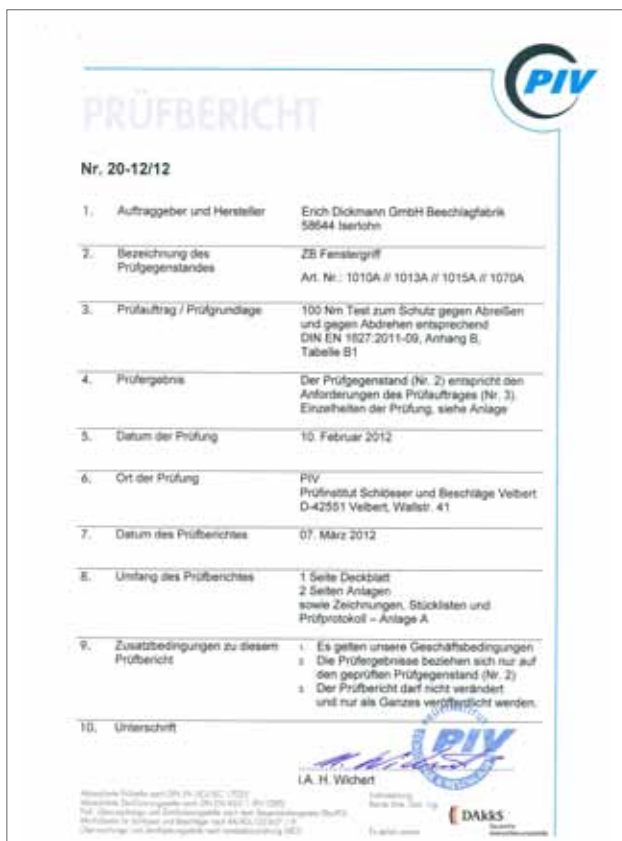 PIV
PRÜFBERICHT
Nr. 20-12/12
1. Auftraggeber und Hersteller Erich Dickmann GmbH Beschlagfabrik
58644 Iserlohn
2. Bezeichnung des Prüfgegenstandes ZB Fenstergriff
Art. Nr.: 1010A // 1013A // 1015A // 1070A
3. Prüfauftrag / Prüfgrundlage 100 Nm Test zum Schutz gegen Abreißen
und gegen Abdrehen entsprechend
DIN EN 1627:2011-09, Anhang B,
Tabelle B1
4. Prüfergebnis Der Prüfgegenstand (Nr. 2) entspricht den
Anforderungen des Prüfauftrages (Nr. 3).
Einzelheiten der Prüfung, siehe Anlage
5. Datum der Prüfung 10. Februar 2012
6. Ort der Prüfung PIV
Prüfinstitut Schlösser und Beschläge Velbert
D-42551 Velbert, Wallstr. 41
7. Datum des Prüfberichtes 07. März 2012
8. Umfang des Prüfberichtes 1 Seite Deckblatt
2 Seiten Anlagen
sowie Zeichnungen, Stücklisten und
Prüfprotokoll – Anlage A
9. Zusatzbedingungen zu diesem Prüfbericht 1. Es gelten unsere Geschäftsbedingungen
2. Die Prüfergebnisse beziehen sich nur auf
den geprüften Prüfgegenstand (Nr. 2)
3. Der Prüfbericht darf nicht verändert
und nur als Ganzes veröffentlicht werden.
10. Unterschrift
PIV
i.A. H. Wichert
DAkkS